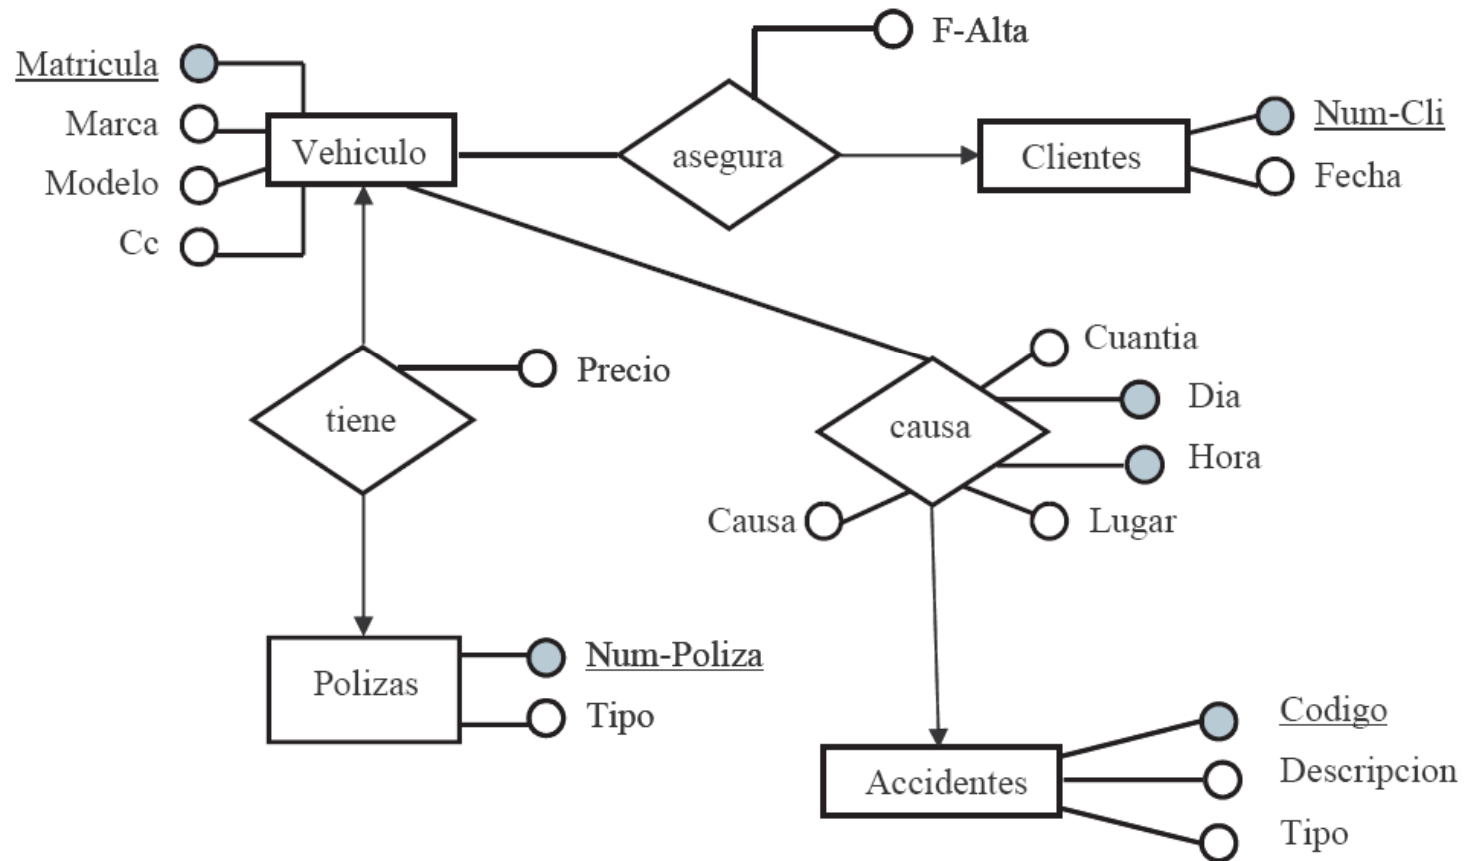 F-Alta
Matricula
Marca
Modelo
Cc
Vehiculo
asegura
Clientes
Num-Cli
Fecha
tiene
Precio
causa
Cuantia
Dia
Hora
Causa
Lugar
Polizas
Num-Poliza
Tipo
Accidentes
Codigo
Descripcion
Tipo